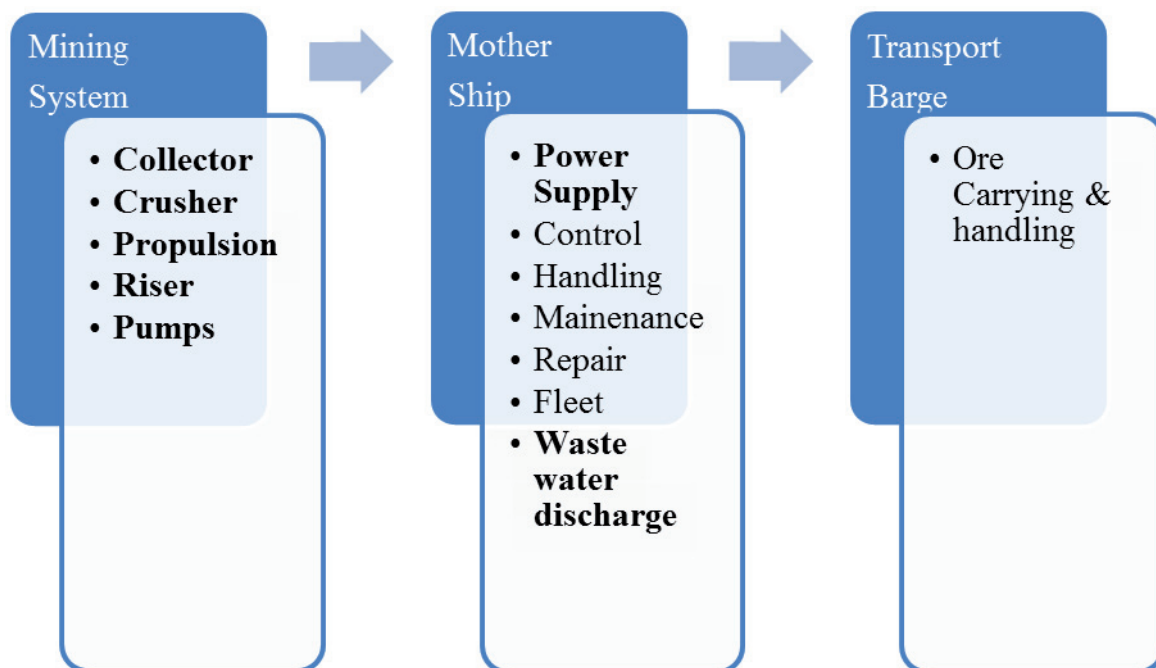 Mining
System
• Collector
• Crusher
• Propulsion
• Riser
• Pumps
Mother
Ship
• Power
Supply
• Control
• Handling
• Mainenance
• Repair
• Fleet
• Waste
water
discharge
Transport
Barge
• Ore
Carrying &
handling